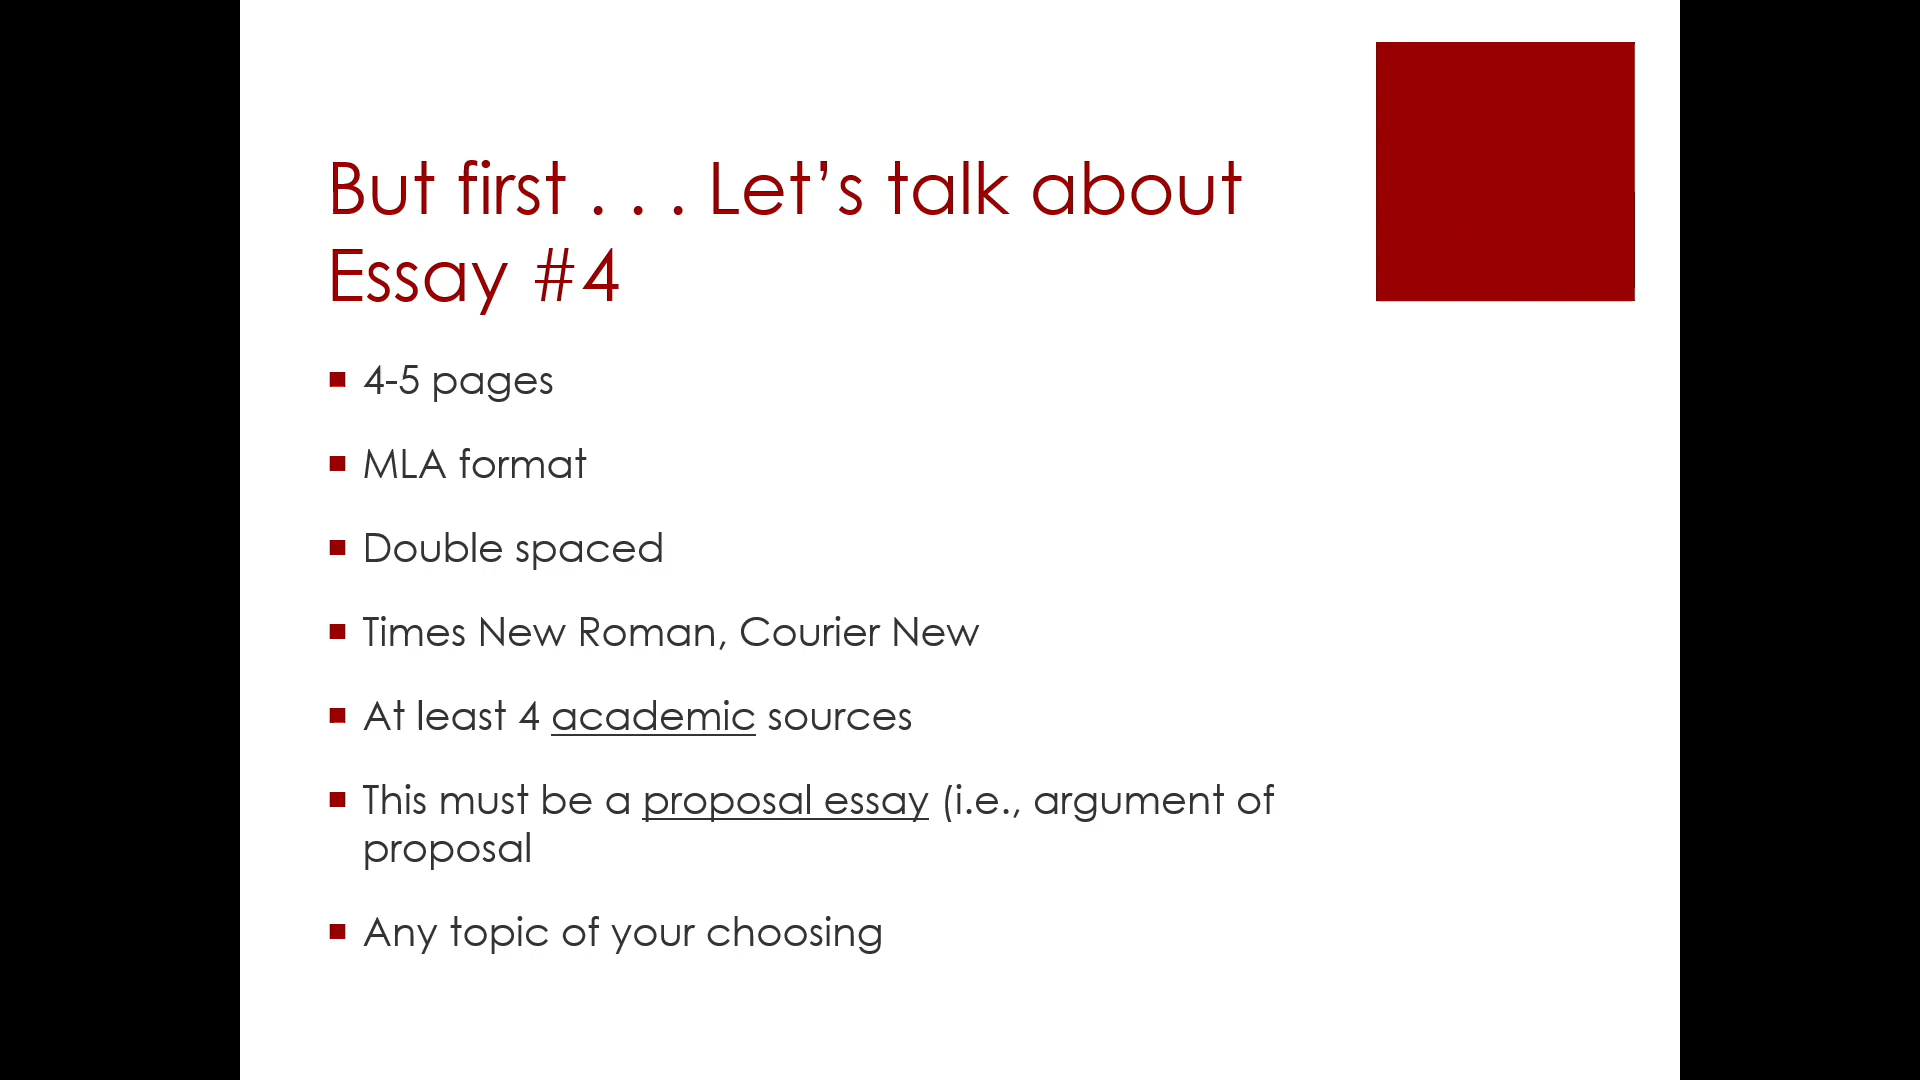 But first . . . Let’s talk about
Essay #4
4-5 pages
MLA format
Double spaced
Times New Roman, Courier New
At least 4 academic sources
This must be a proposal essay (i.e., argument of
proposal
Any topic of your choosing